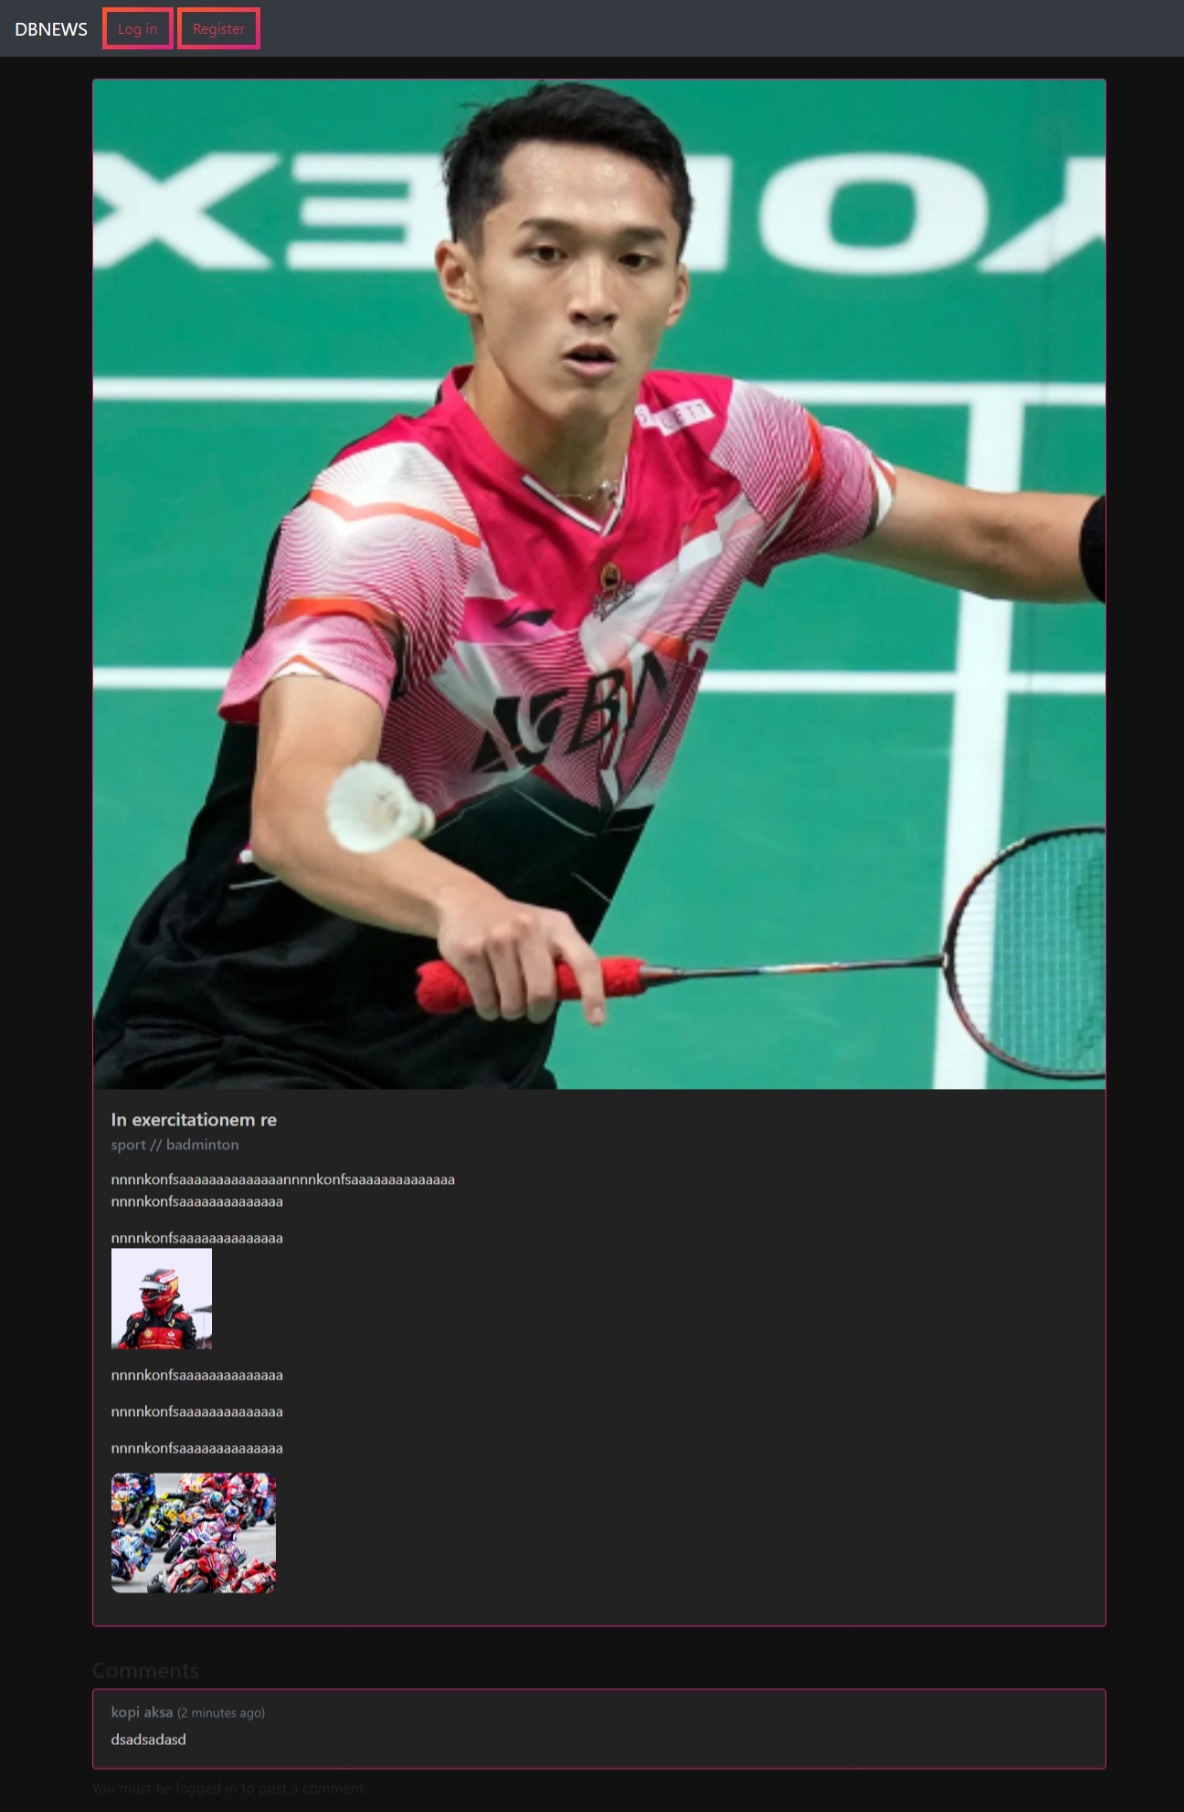 DBNEWS Log in Register
YONEX
In exercitationem re
sport // badminton
nnnnkonfsaaaaaaaaaaaaaannnnkonfsaaaaaaaaaaaaaa
nnnnkonfsaaaaaaaaaaaaaa
nnnnkonfsaaaaaaaaaaaaaa
nnnnkonfsaaaaaaaaaaaaaa
nnnnkonfsaaaaaaaaaaaaaa
nnnnkonfsaaaaaaaaaaaaaa
Comments
kopi aksa (2 minutes ago)
dsadsadasd
You must be logged in to post a comment.